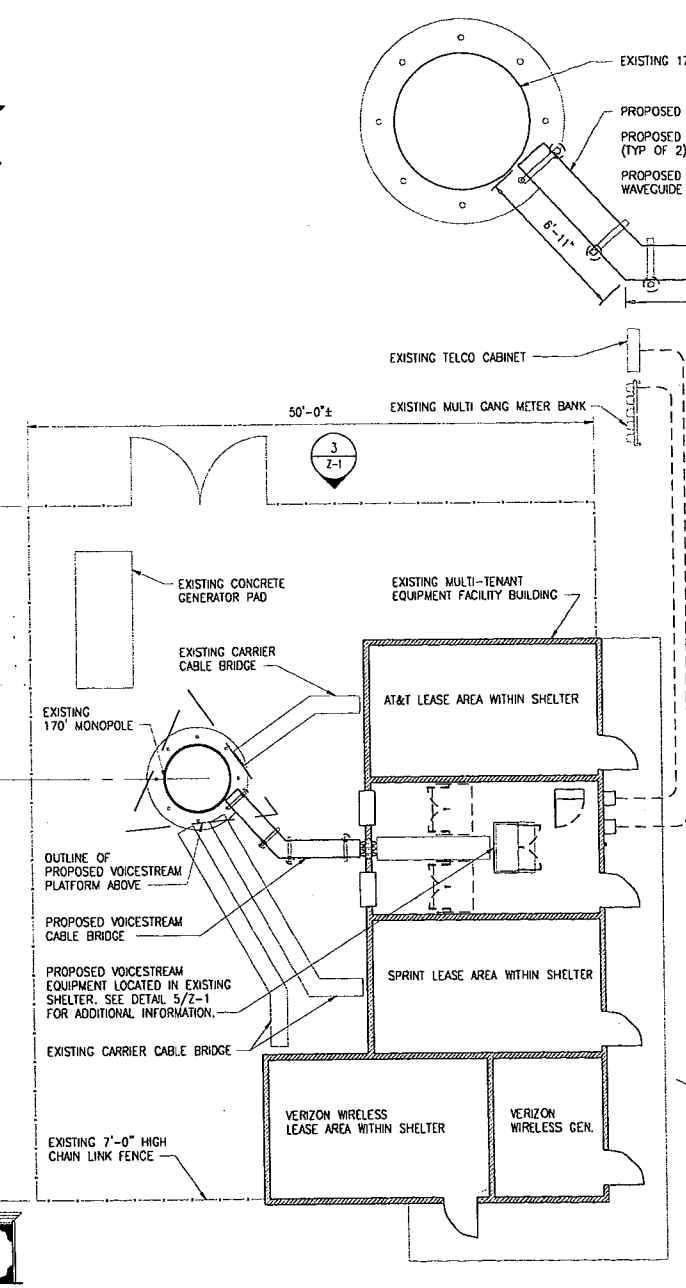 EXISTING 17
PROPOSED
PROPOSED
(TYP OF 2)
PROPOSED
WAVEGUIDE
6'-11"
EXISTING TELCO CABINET
50'-0"±
EXISTING MULTI GANG METER BANK
3
Z-1
EXISTING CONCRETE
GENERATOR PAD
EXISTING MULTI-TENANT
EQUIPMENT FACILITY BUILDING
EXISTING CARRIER
CABLE BRIDGE
AT&T LEASE AREA WITHIN SHELTER
EXISTING
170' MONOPOLE
OUTLINE OF
PROPOSED VOICESTREAM
PLATFORM ABOVE
PROPOSED VOICESTREAM
CABLE BRIDGE
PROPOSED VOICESTREAM
EQUIPMENT LOCATED IN EXISTING
SHELTER. SEE DETAIL 5/Z-1
FOR ADDITIONAL INFORMATION.
SPRINT LEASE AREA WITHIN SHELTER
EXISTING CARRIER CABLE BRIDGE
VERIZON WIRELESS
LEASE AREA WITHIN SHELTER
VERIZON
WIRELESS GEN.
EXISTING 7'-0" HIGH
CHAIN LINK FENCE